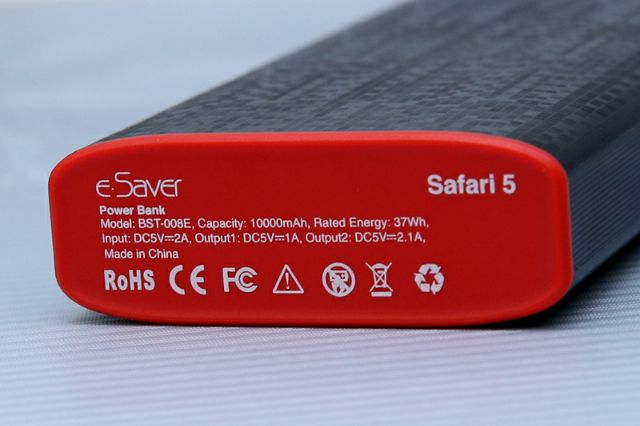 e·Saver
Safari 5
Power Bank
Model: BST-008E, Capacity: 10000mAh, Rated Energy: 37Wh,
Input: DC5V⎓2A, Output1: DC5V⎓1A, Output2: DC5V⎓2.1A,
Made in China
RoHS CE FC